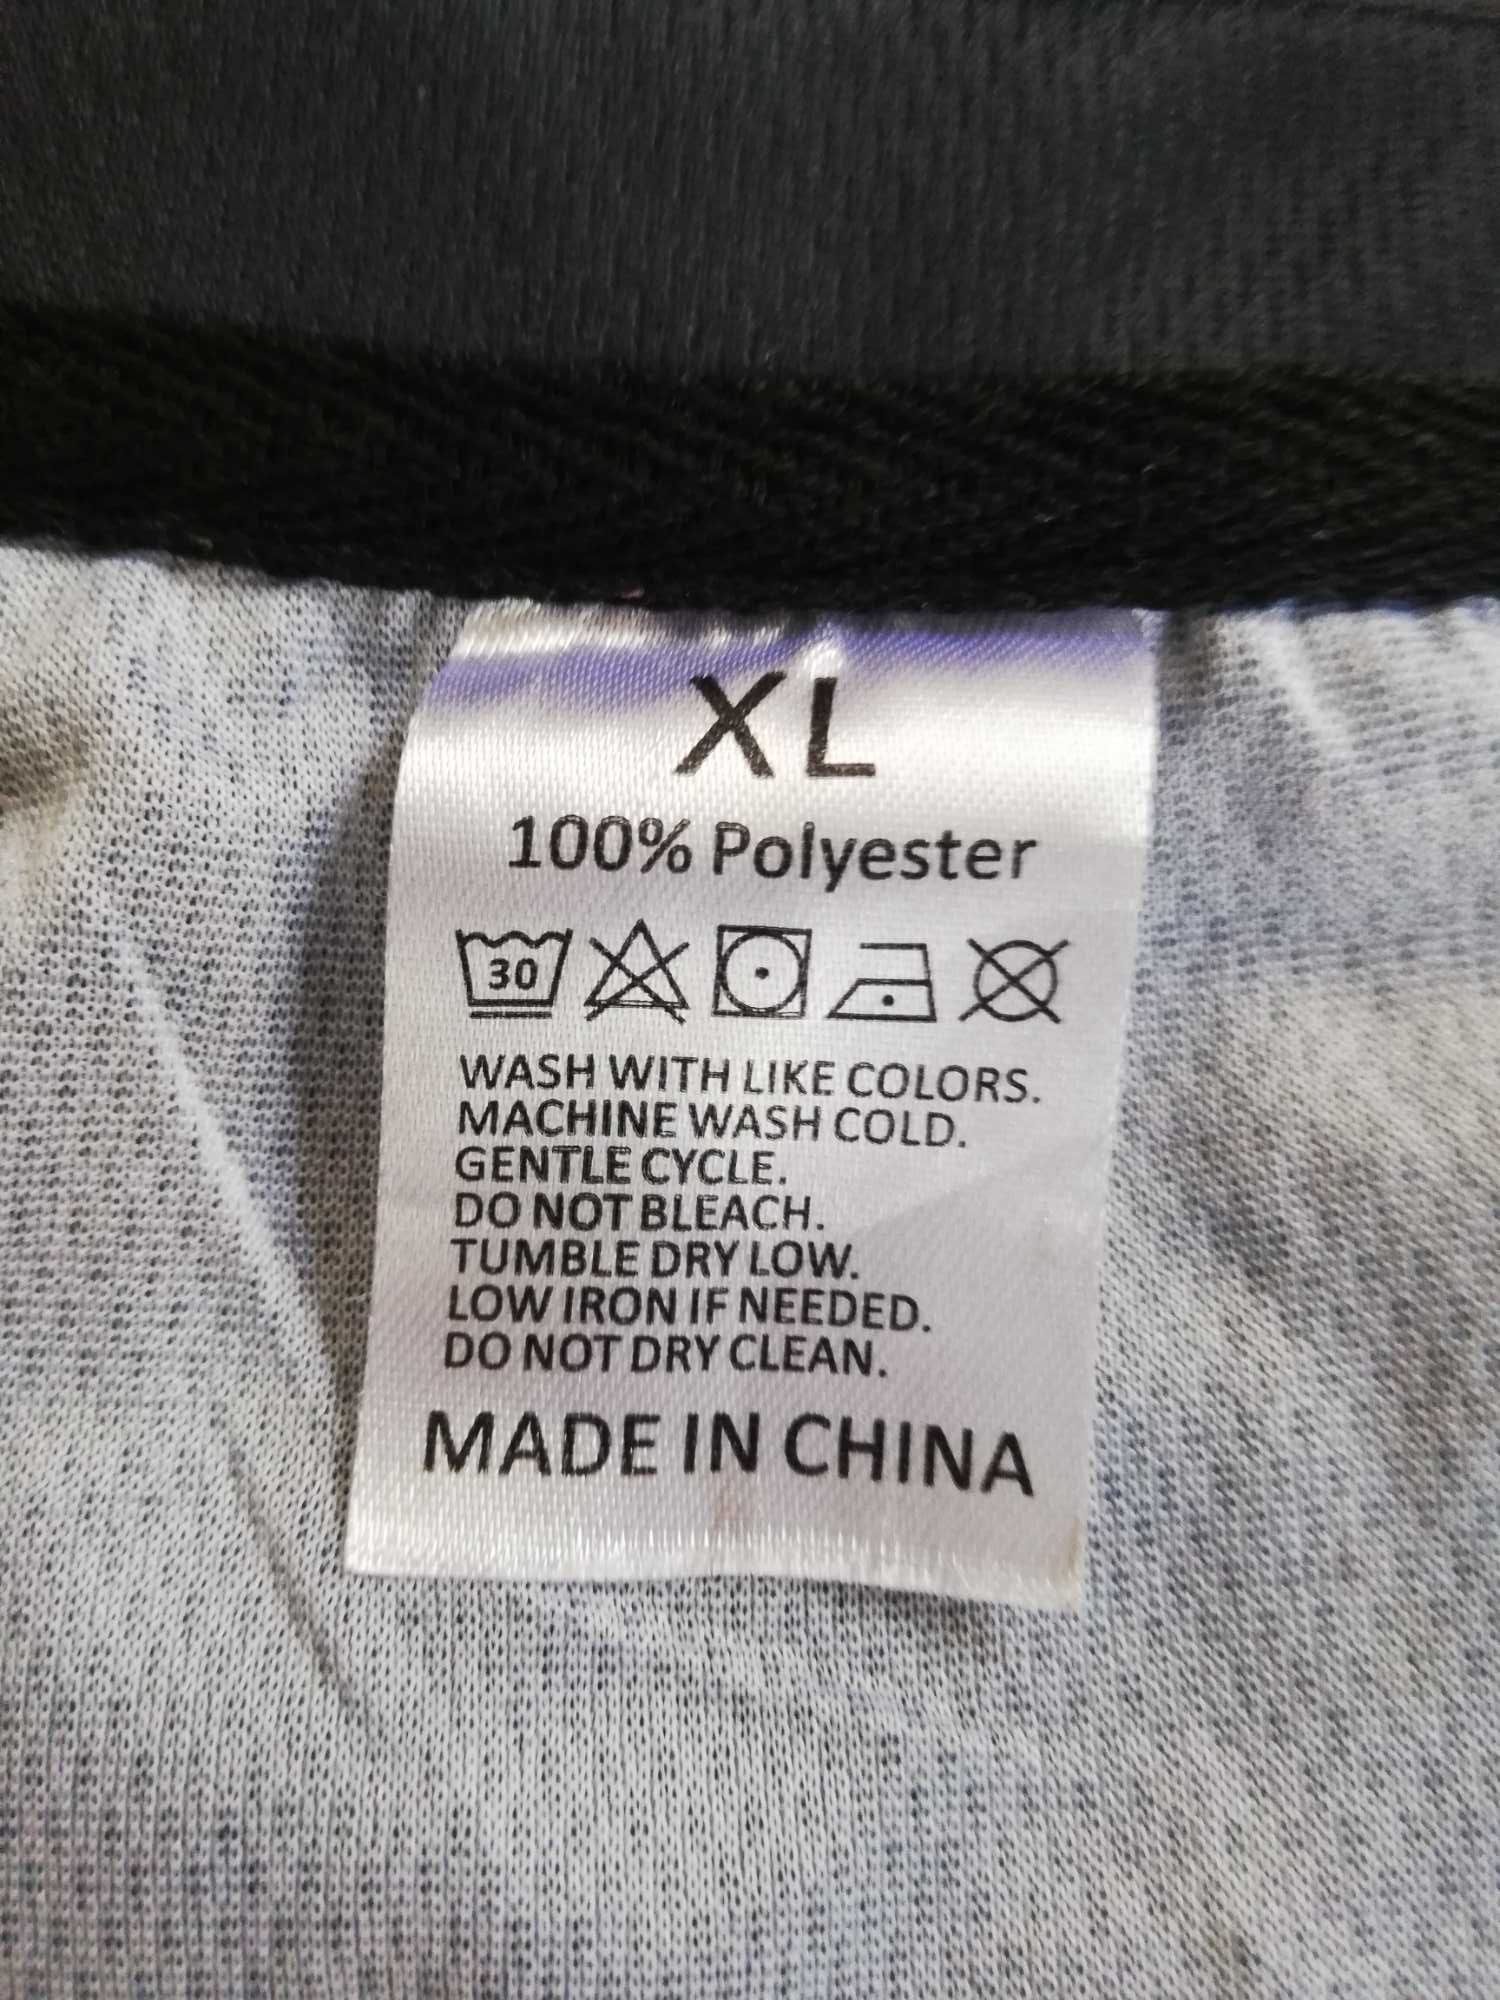 XL
100% Polyester
30
WASH WITH LIKE COLORS.
MACHINE WASH COLD.
GENTLE CYCLE.
DO NOT BLEACH.
TUMBLE DRY LOW.
LOW IRON IF NEEDED.
DO NOT DRY CLEAN.
MADE IN CHINA